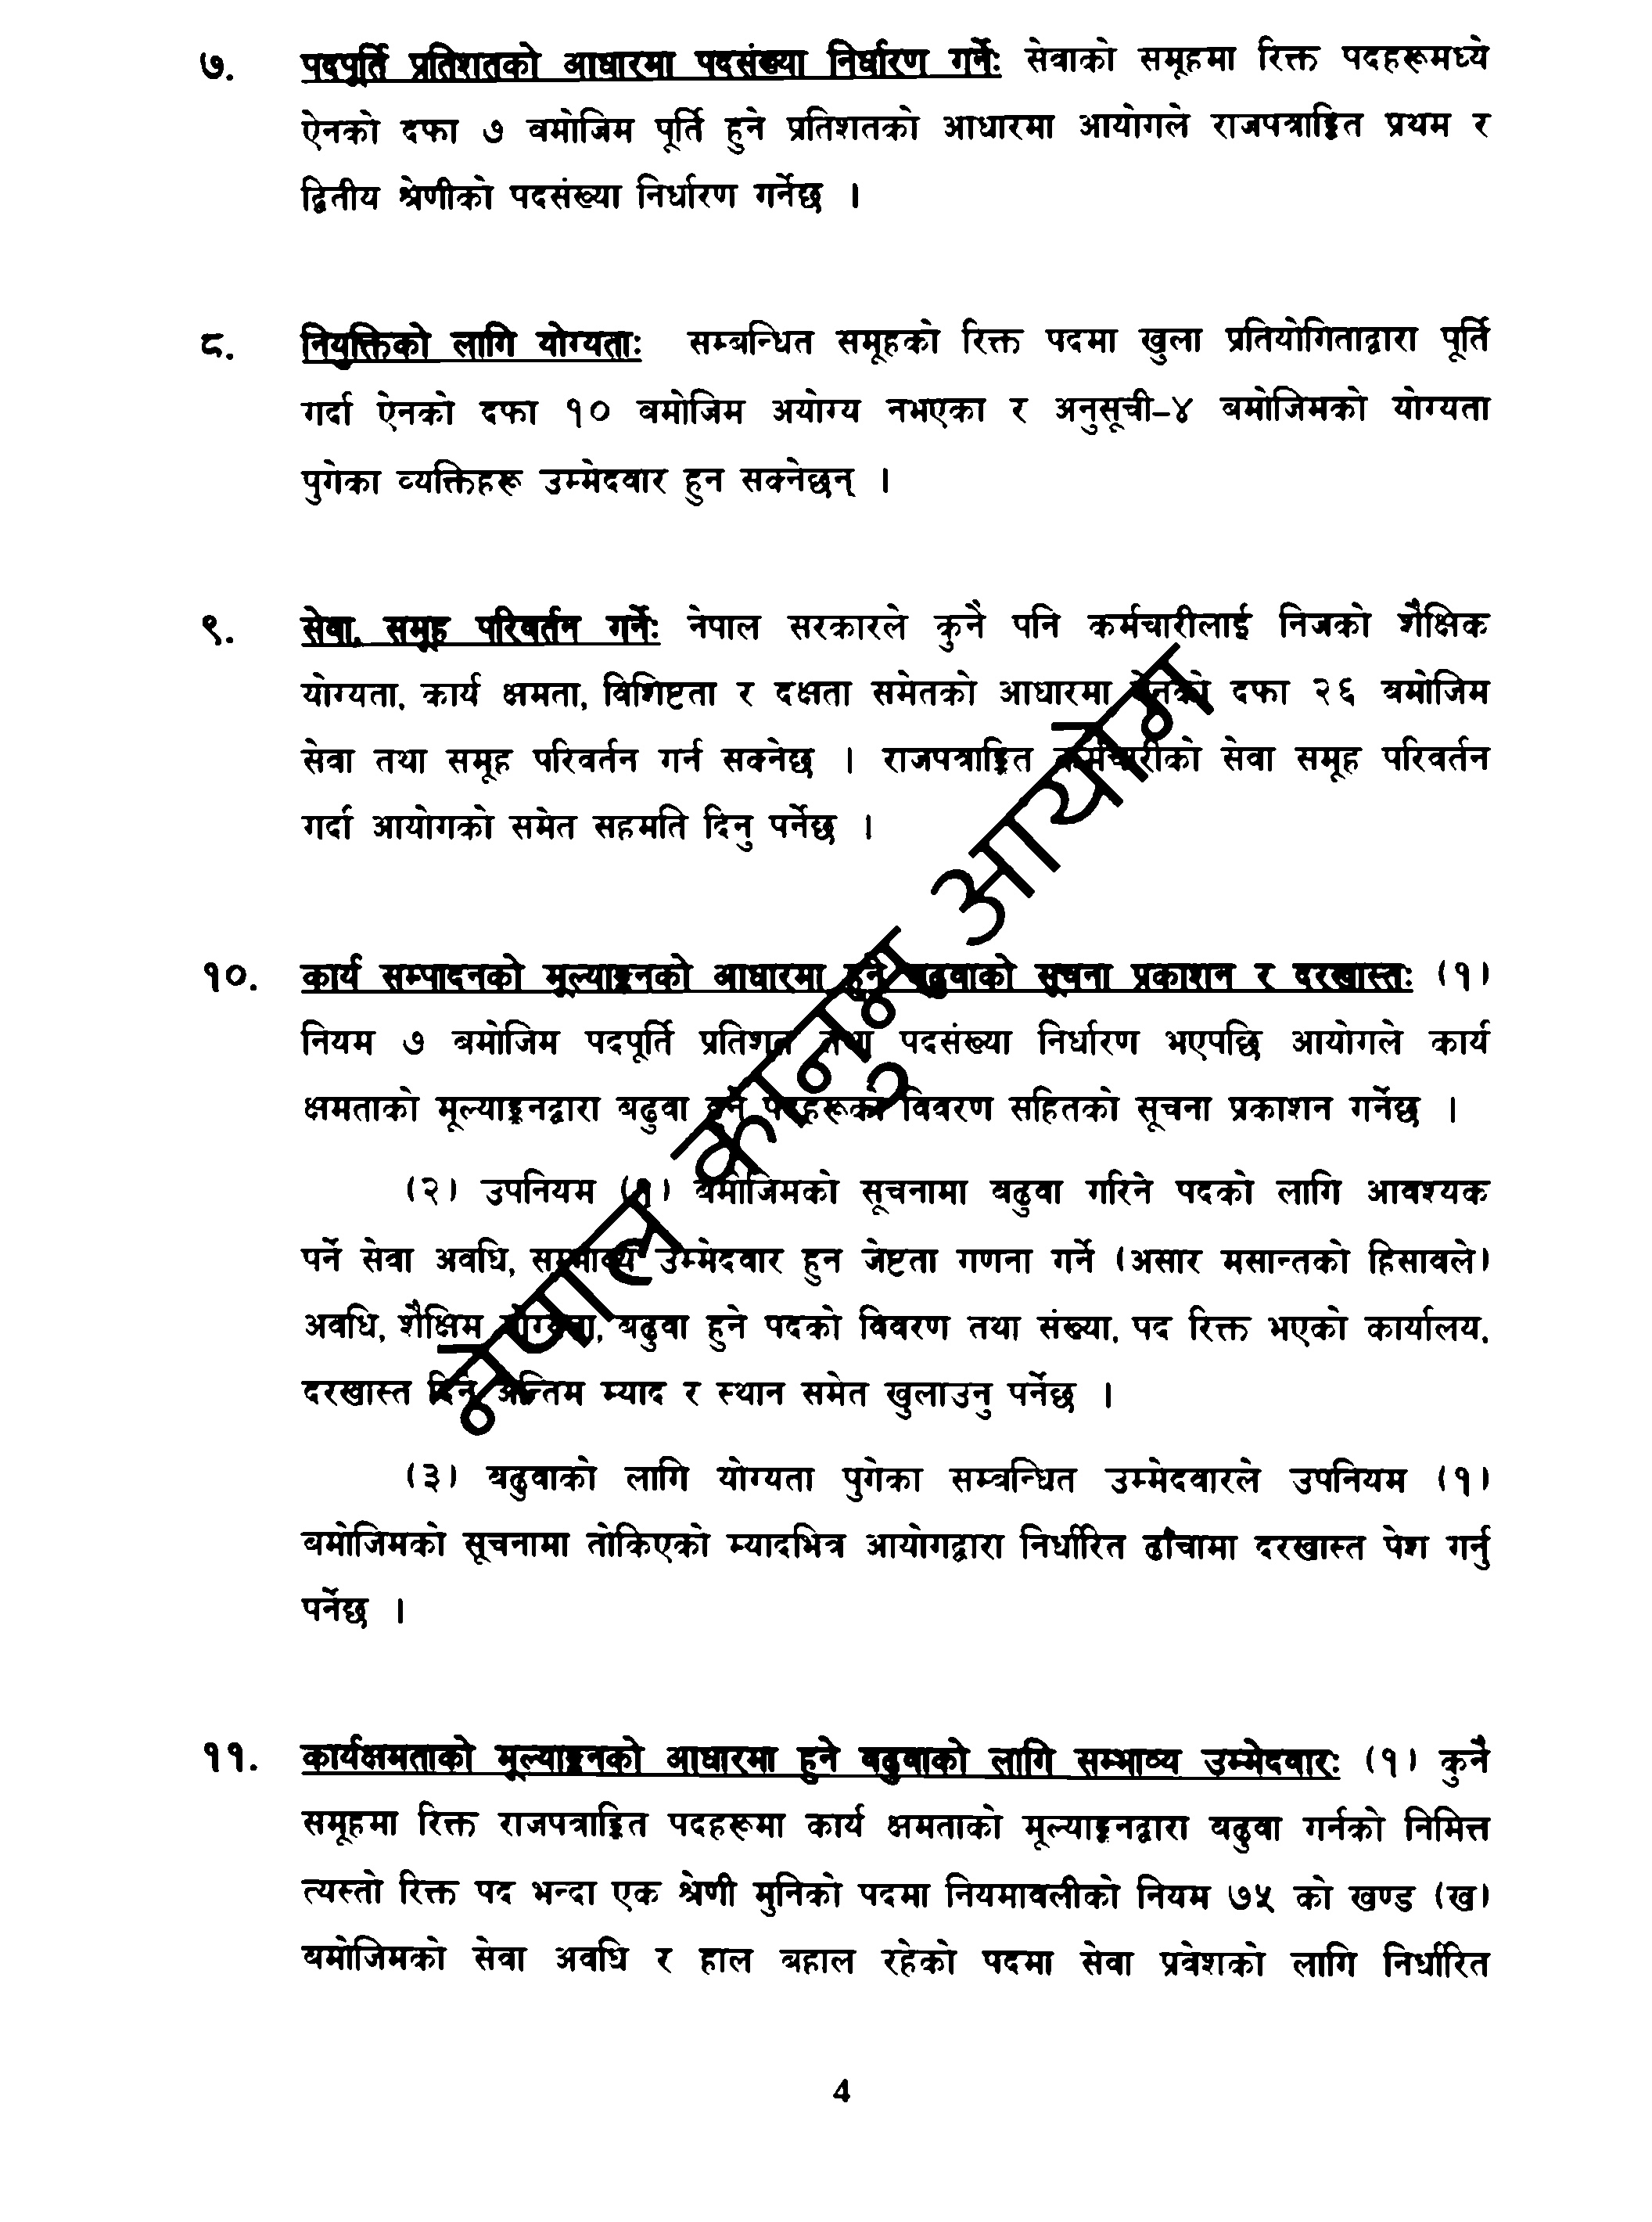 ७. पदपूर्ति प्रतिशतको आधारमा पदसंख्या निर्धारण गर्नेः सेवाको समूहमा रिक्त पदहरूमध्ये
ऐनको दफा ७ बमोजिम पूर्ति हुने प्रतिशतको आधारमा आयोगले राजपत्राङ्कित प्रथम र
द्वितीय श्रेणीको पदसंख्या निर्धारण गर्नेछ ।
८. नियुक्तिको लागि योग्यताः सम्बन्धित समूहको रिक्त पदमा खुला प्रतियोगिताद्वारा पूर्ति
गर्दा ऐनको दफा १० बमोजिम अयोग्य नभएका र अनुसूची-४ बमोजिमको योग्यता
पुगेका व्यक्तिहरू उम्मेदवार हुन सक्नेछन् ।
९. सेवा, समूह परिवर्तन गर्नेः नेपाल सरकारले कुनै पनि कर्मचारीलाई निजको शैक्षिक
योग्यता, कार्य क्षमता, विशिष्टता र दक्षता समेतको आधारमा ऐनको दफा २६ बमोजिम
सेवा तथा समूह परिवर्तन गर्न सक्नेछ । राजपत्राङ्कित कर्मचारीको सेवा समूह परिवर्तन
गर्दा आयोगको समेत सहमति दिनु पर्नेछ ।
१०. कार्य सम्पादनको मूल्याङ्कनको आधारमा हुने बढुवाको सूचना प्रकाशन र दरखास्तः (१)
नियम ७ बमोजिम पदपूर्ति प्रतिशत तथा पदसंख्या निर्धारण भएपछि आयोगले कार्य
क्षमताको मूल्याङ्कनद्वारा बढुवा हुने पदहरूको विवरण सहितको सूचना प्रकाशन गर्नेछ ।
(२) उपनियम (१) बमोजिमको सूचनामा बढुवा गरिने पदको लागि आवश्यक
पर्ने सेवा अवधि, सम्भाव्य उम्मेदवार हुन जेष्टता गणना गर्ने (असार मसान्तको हिसावले)
अवधि, शैक्षिम योग्यता, बढुवा हुने पदको विवरण तथा संख्या, पद रिक्त भएको कार्यालय,
दरखास्त दिने अन्तिम म्याद र स्थान समेत खुलाउनु पर्नेछ ।
(३) बढुवाको लागि योग्यता पुगेका सम्बन्धित उम्मेदवारले उपनियम (१)
बमोजिमको सूचनामा तोकिएको म्यादभित्र आयोगद्वारा निर्धारित ढाँचामा दरखास्त पेश गर्नु
पर्नेछ ।
११. कार्यक्षमताको मूल्याङ्कनको आधारमा हुने बढुवाको लागि सम्भाव्य उम्मेदवारः (१) कुनै
समूहमा रिक्त राजपत्राङ्कित पदहरूमा कार्य क्षमताको मूल्याङ्कनद्वारा बढुवा गर्नको निमित्त
त्यस्तो रिक्त पद भन्दा एक श्रेणी मुनिको पदमा नियमावलीको नियम ७५ को खण्ड (ख)
बमोजिमको सेवा अवधि र हाल बहाल रहेको पदमा सेवा प्रवेशको लागि निर्धारित
नेपाल कानुन आयोग
4